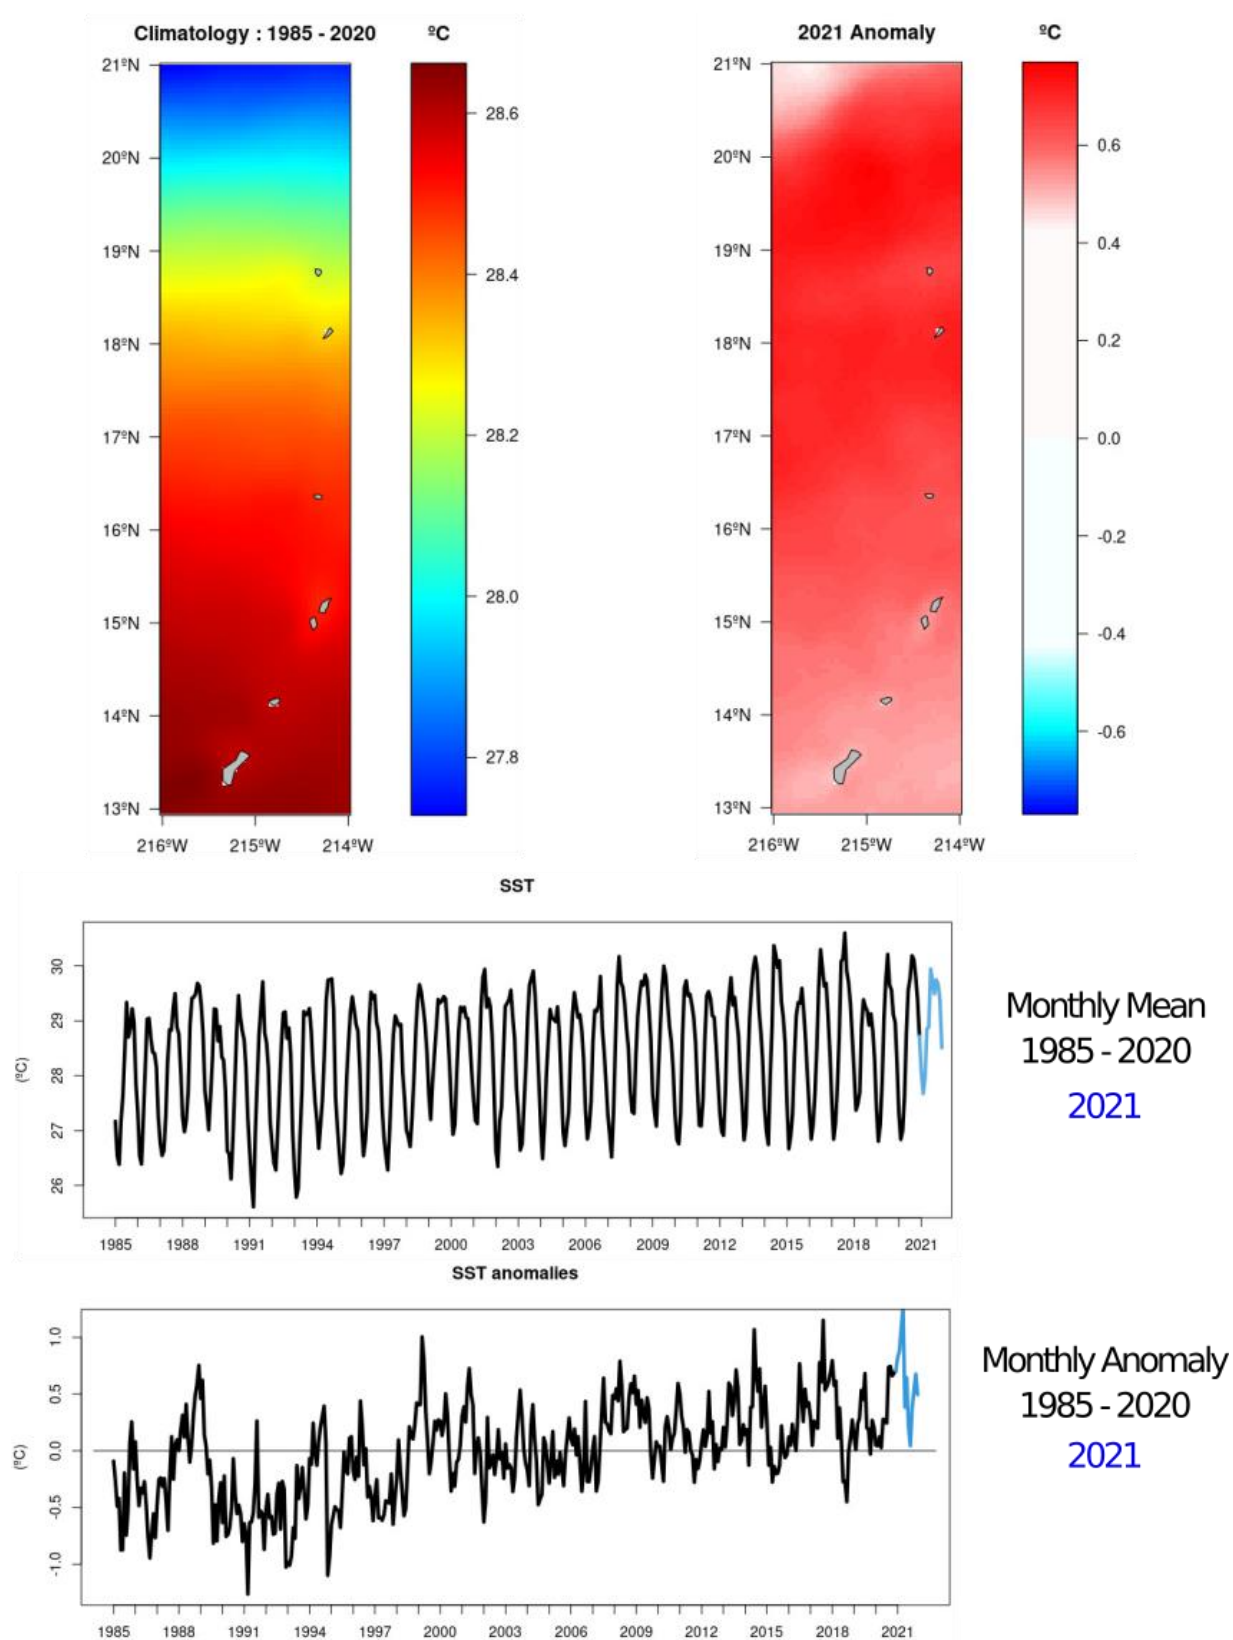 Climatology : 1985 - 2020
ºC
2021 Anomaly
ºC
21ºN
20ºN
19ºN
18ºN
17ºN
16ºN
15ºN
14ºN
13ºN
216ºW
215ºW
214ºW
28.6
28.4
28.2
28.0
27.8
21ºN
20ºN
19ºN
18ºN
17ºN
16ºN
15ºN
14ºN
13ºN
216ºW
215ºW
214ºW
0.6
0.4
0.2
0.0
-0.2
-0.4
-0.6
SST
(ºC)
30
29
28
27
26
1985 1988 1991 1994 1997 2000 2003 2006 2009 2012 2015 2018 2021
Monthly Mean
1985 - 2020
2021
SST anomalies
(ºC)
1.0
0.5
0.0
-0.5
-1.0
1985 1988 1991 1994 1997 2000 2003 2006 2009 2012 2015 2018 2021
Monthly Anomaly
1985 - 2020
2021